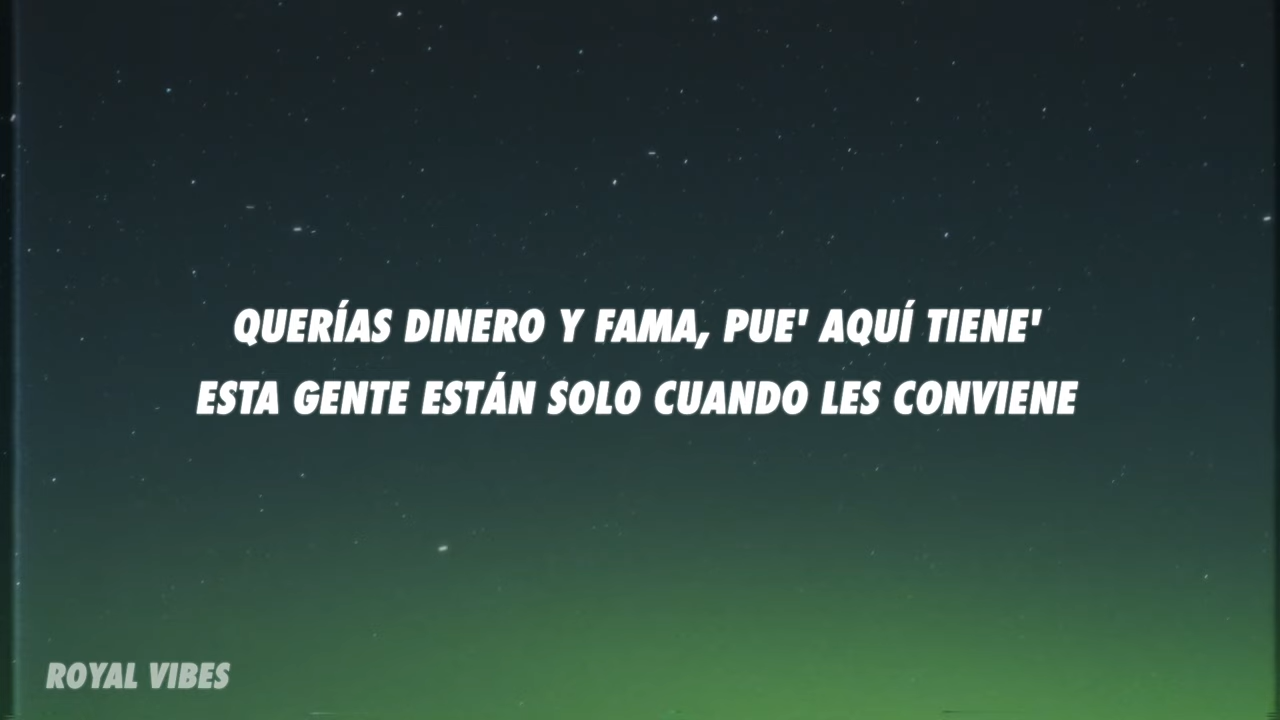 QUERÍAS DINERO Y FAMA, PUE' AQUÍ TIENE'
ESTA GENTE ESTÁN SOLO CUANDO LES CONVIENE
ROYAL VIBES